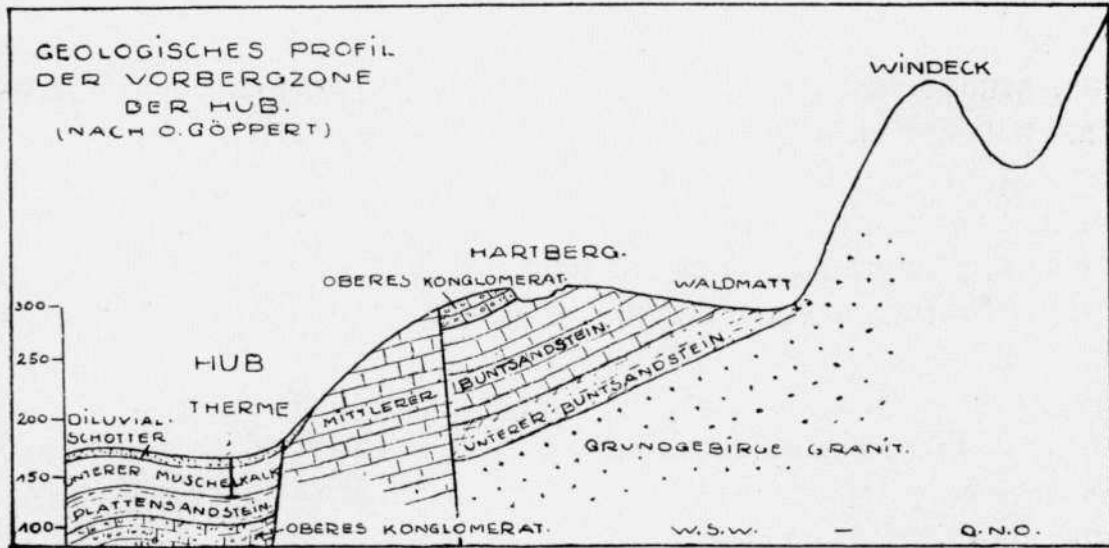 GEOLOGISCHES PROFIL
DER VORBERGZONE
DER HUB.
(NACH O. GÖPPERT)
WINDECK
HARTBERG.
OBERES KONGLOMERAT.
WALDMATT
300
250
200
150
100
HUB
THERME
DILUVIAL-
SCHOTTER
UNTERER MUSCHELKALK
PLATTENSANDSTEIN.
MITTLERER BUNTSANDSTEIN.
UNTERER BUNTSANDSTEIN.
GRUNDGEBIRGE GRANIT.
OBERES KONGLOMERAT.
W.S.W. — O.N.O.